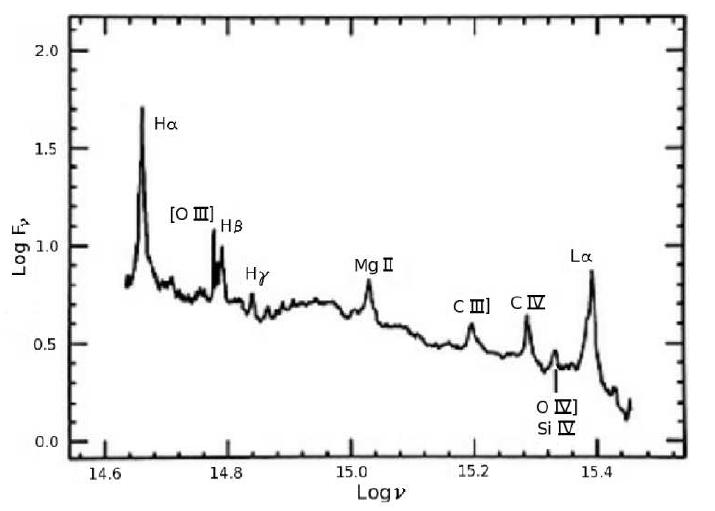 2.0
1.5
1.0
0.5
0.0
Log Fν
Hα
[O III]
Hβ
Hγ
Mg II
C III]
C IV
Lα
O IV]
Si IV
14.6 14.8 15.0 15.2 15.4
Log ν